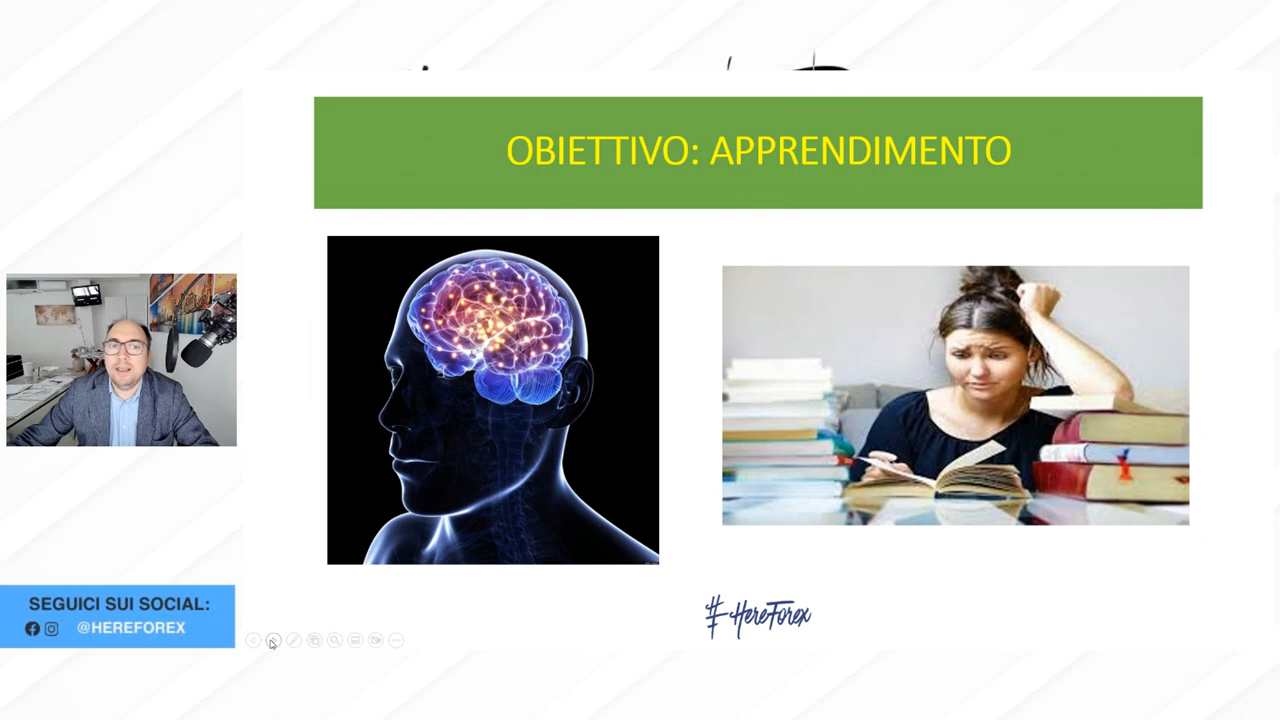 OBIETTIVO: APPRENDIMENTO
SEGUICI SUI SOCIAL:
@HEREFOREX
#HereForex